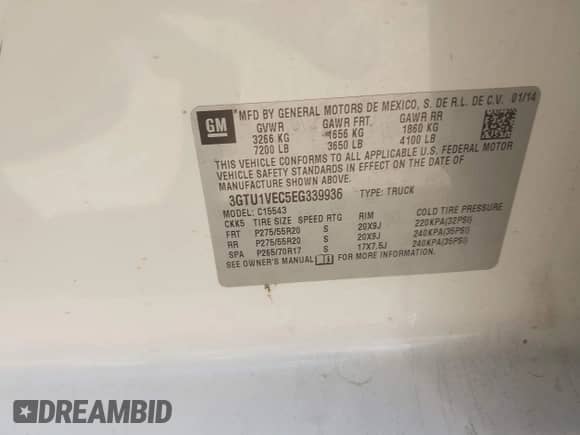 GM
*MFD BY GENERAL MOTORS DE MEXICO, S. DE R.L. DE C.V. 01/14
GVWR GAWR FRT. GAWR RR
3266 KG 1656 KG 1860 KG
7200 LB 3650 LB 4100 LB
THIS VEHICLE CONFORMS TO ALL APPLICABLE U.S. FEDERAL MOTOR
VEHICLE SAFETY STANDARDS IN EFFECT ON THE DATE OF
MANUFACTURE SHOWN ABOVE.
3GTU1VEC5EG339936 TYPE: TRUCK
MODEL: C15543
CKK5 TIRE SIZE SPEED RTG RIM COLD TIRE PRESSURE
FRT P275/55R20 S 20X9J 220KPA(32PSI)
RR P275/55R20 S 20X9J 240KPA(35PSI)
SPA P265/70R17 S 17X7.5J 240KPA(35PSI)
SEE OWNER'S MANUAL FOR MORE INFORMATION.
DREAMBID